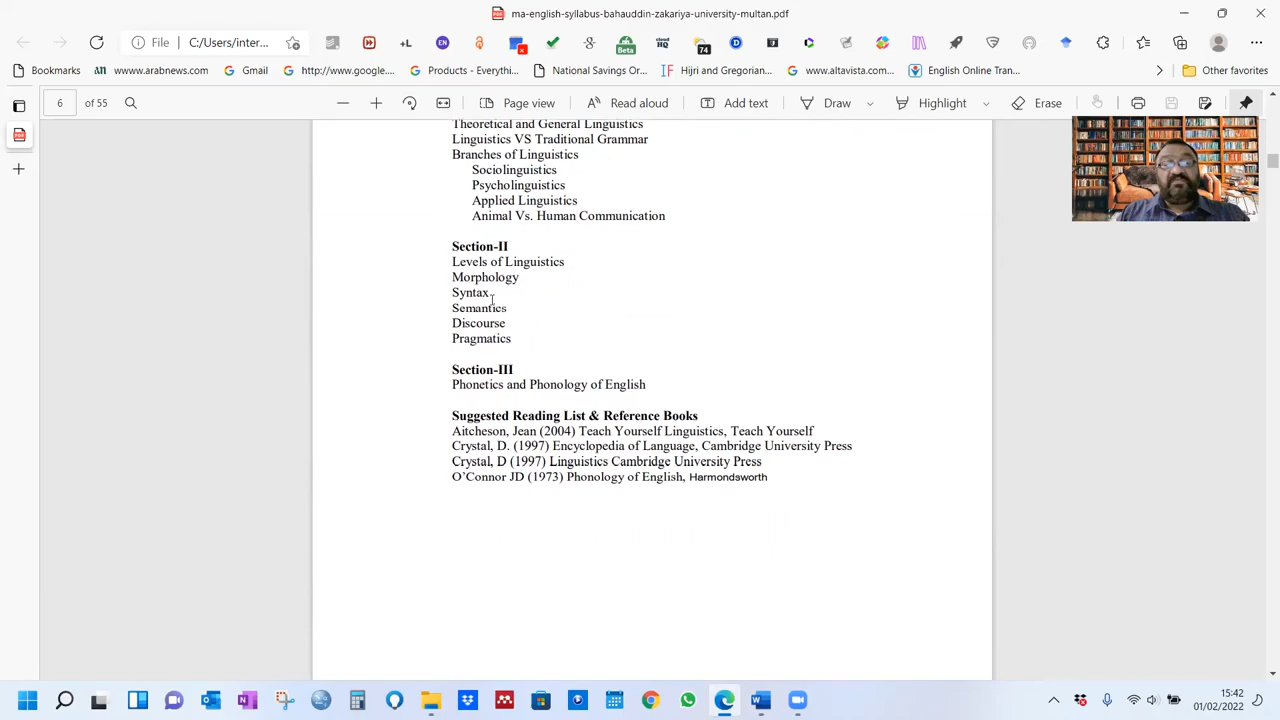 ma-english-syllabus-bahauddin-zakariya-university-multan.pdf
File C:/Users/inter...
+L EN Beta cloud HQ 74
Bookmarks wwww.arabnews.com Gmail http://www.google.... Products - Everythi... National Savings Or... Hijri and Gregorian... www.altavista.com... English Online Tran... Other favorites
6 of 55 Page view Read aloud Add text Draw Highlight Erase
Theoretical and General Linguistics
Linguistics VS Traditional Grammar
Branches of Linguistics
Sociolinguistics
Psycholinguistics
Applied Linguistics
Animal Vs. Human Communication
Section-II
Levels of Linguistics
Morphology
Syntax
Semantics
Discourse
Pragmatics
Section-III
Phonetics and Phonology of English
Suggested Reading List & Reference Books
Aitcheson, Jean (2004) Teach Yourself Linguistics, Teach Yourself
Crystal, D. (1997) Encyclopedia of Language, Cambridge University Press
Crystal, D (1997) Linguistics Cambridge University Press
O’Connor JD (1973) Phonology of English, Harmondsworth
15:42
01/02/2022